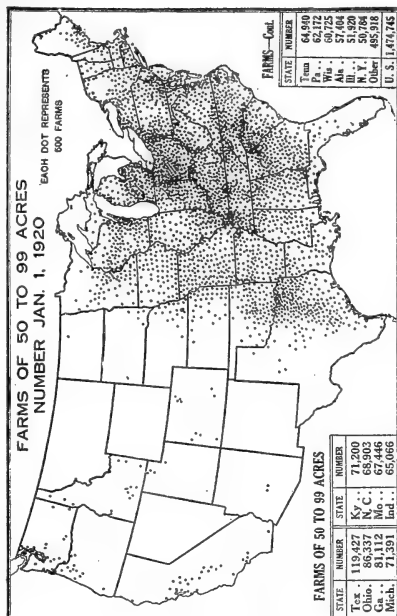 FARMS OF 50 TO 99 ACRES
NUMBER JAN. 1, 1920
EACH DOT REPRESENTS
600 FARMS
FARMS OF 50 TO 99 ACRES
STATE NUMBER STATE NUMBER
Tex . . 119,427 Ky . . 71,200
Ohio. 86,337 N. C. . 68,903
Ga . . 81,112 Mo . . 67,446
Mich. 71,391 Ind. . 65,066
FARMS—Cont.
STATE NUMBER
Tenn 64,940
Pa . . 62,172
Wis . . 60,725
Ala . . 57,404
Ill. . . 51,920
N. Y. . 50,784
Other 495,918
U. S. 1,474,745